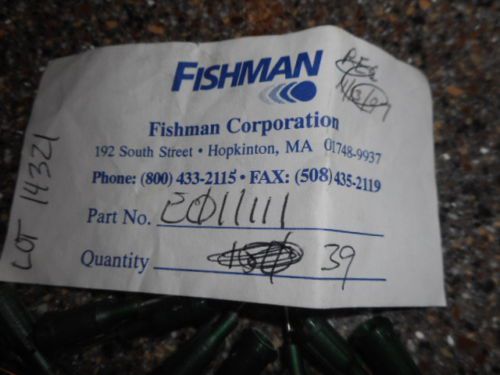 FISHMAN
Fishman Corporation
192 South Street • Hopkinton, MA 01748-9937
Phone: (800) 433-2115 • FAX: (508) 435-2119
Part No.
Quantity 39
LOT 14321